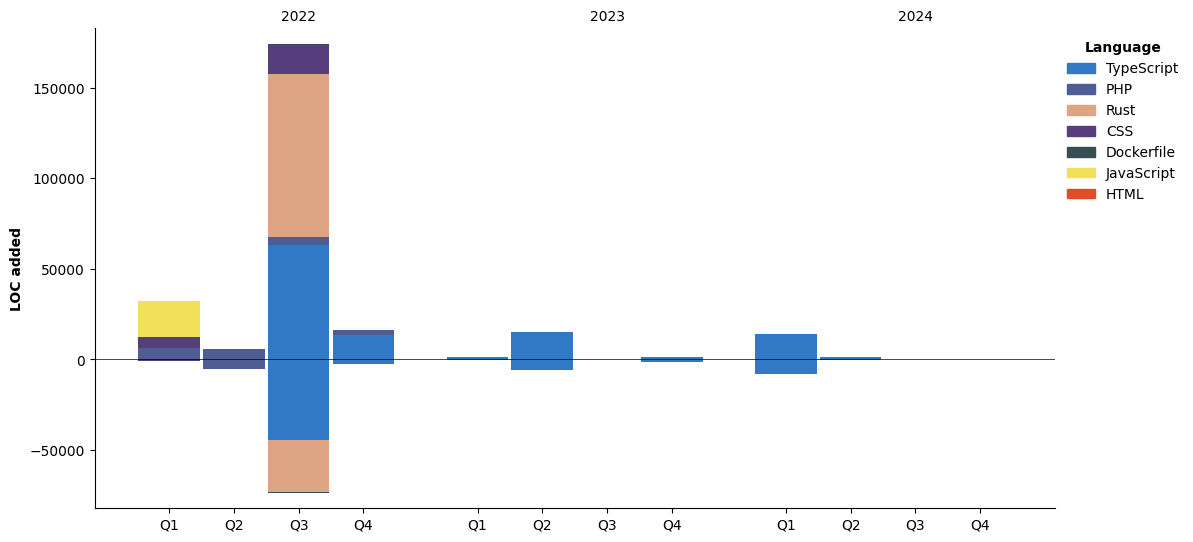 2022 2023 2024
Language
TypeScript
PHP
Rust
CSS
Dockerfile
JavaScript
HTML
LOC added
150000
100000
50000
0
−50000
Q1 Q2 Q3 Q4 Q1 Q2 Q3 Q4 Q1 Q2 Q3 Q4